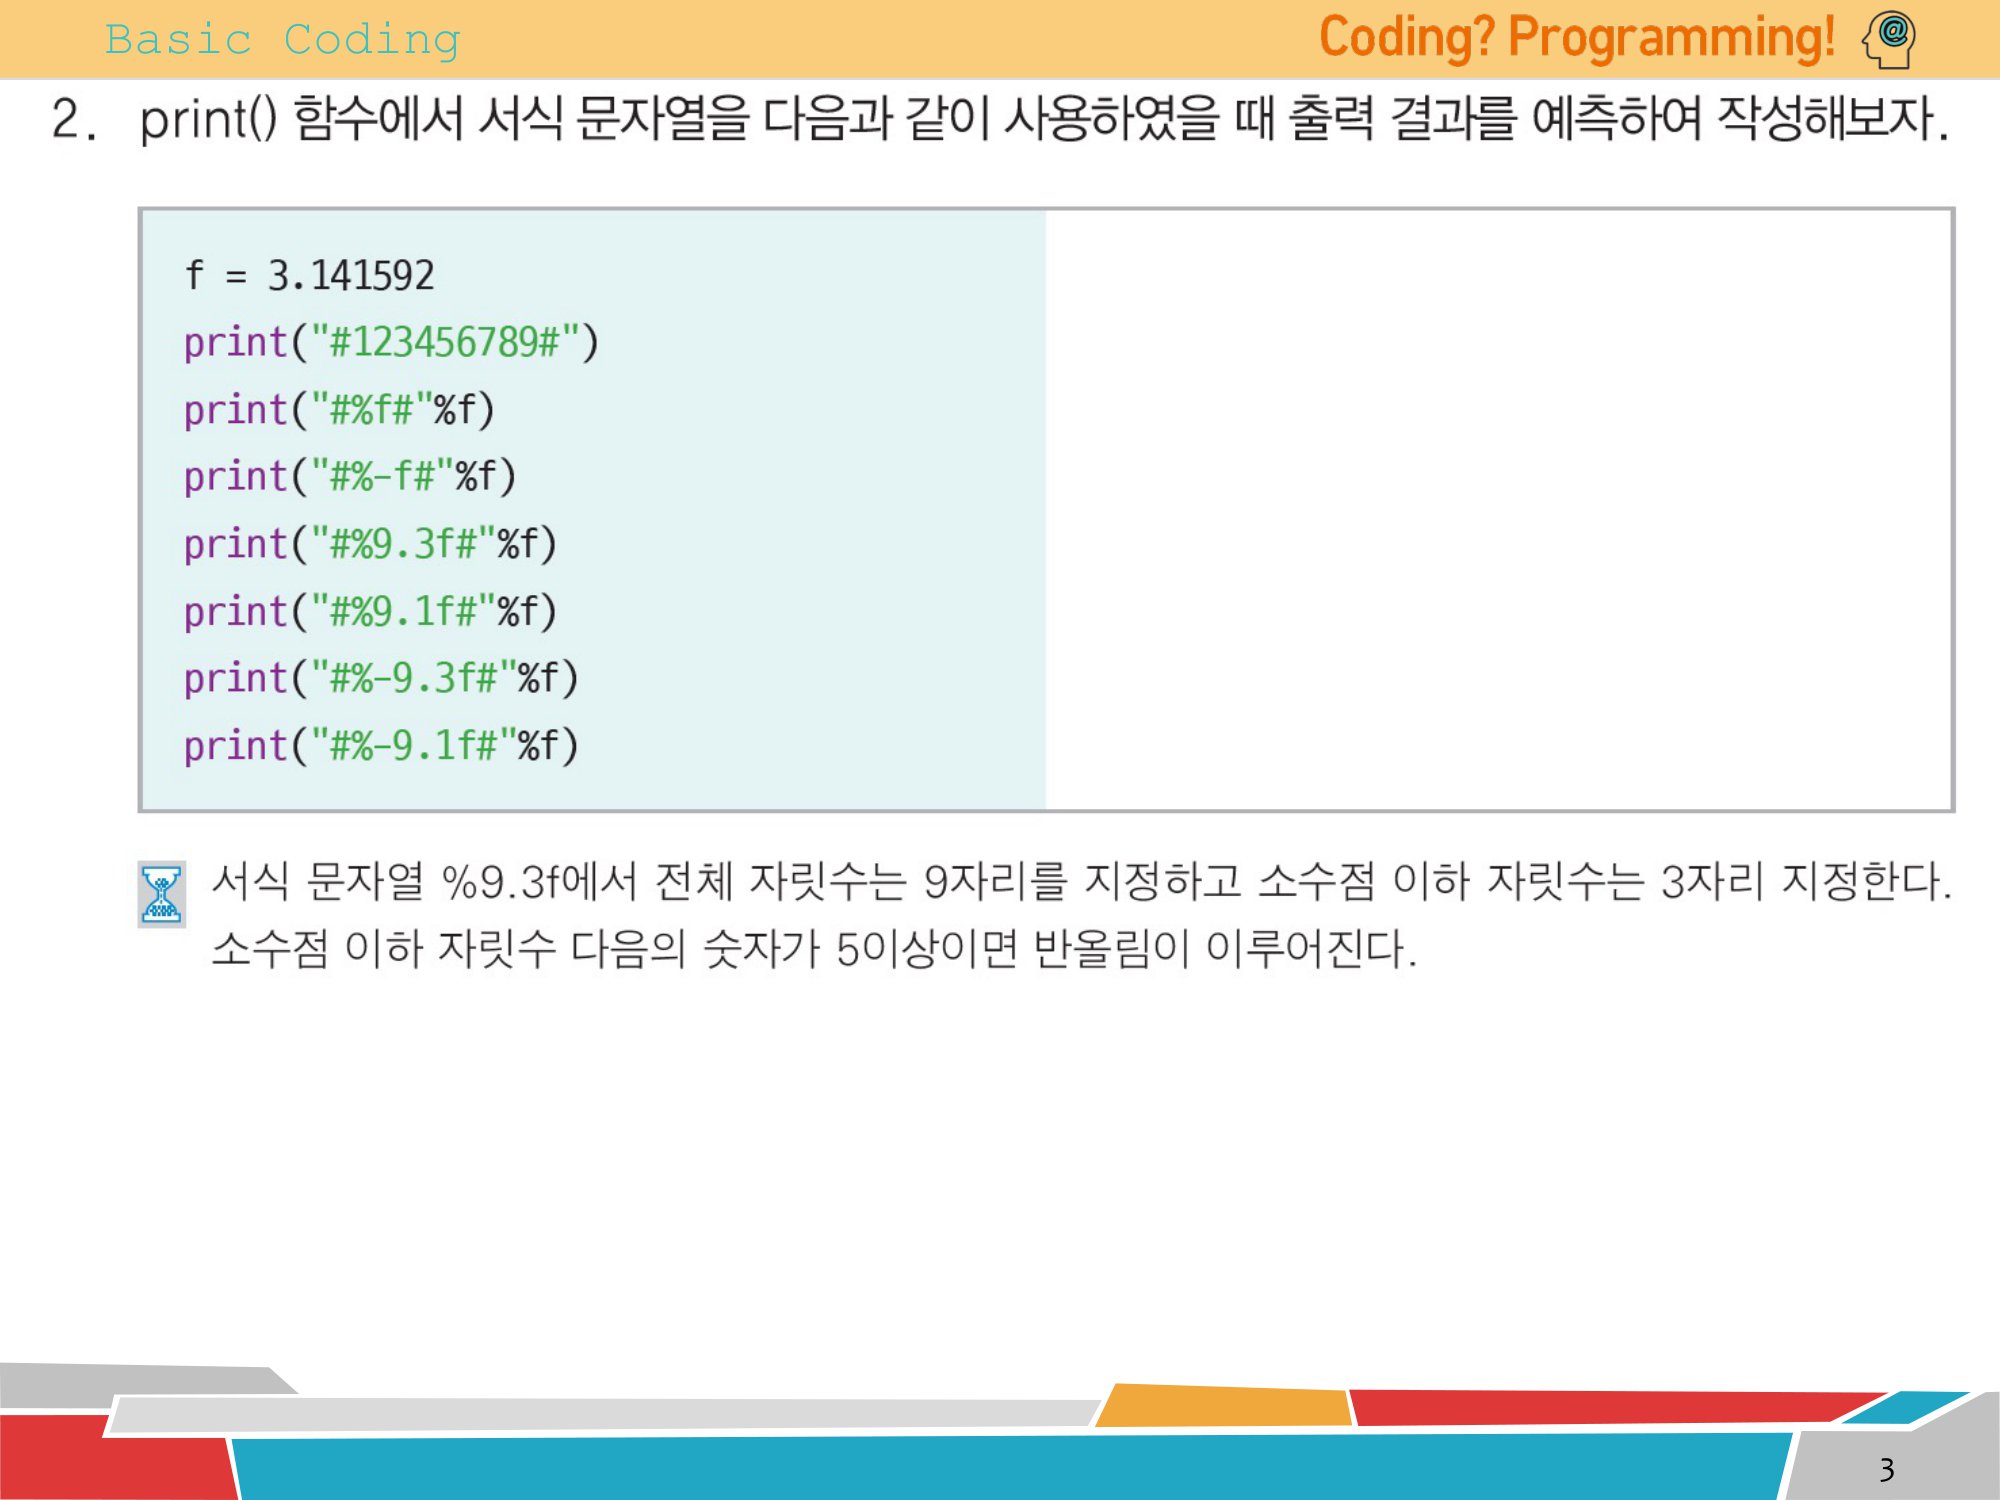 Basic Coding
Coding? Programming!
2. print() 함수에서 서식 문자열을 다음과 같이 사용하였을 때 출력 결과를 예측하여 작성해보자.
f = 3.141592
print("#123456789#")
print("#%f#"%f)
print("#%-f#"%f)
print("#%9.3f#"%f)
print("#%9.1f#"%f)
print("#%-9.3f#"%f)
print("#%-9.1f#"%f)
서식 문자열 %9.3f에서 전체 자릿수는 9자리를 지정하고 소수점 이하 자릿수는 3자리 지정한다.
소수점 이하 자릿수 다음의 숫자가 5이상이면 반올림이 이루어진다.
3